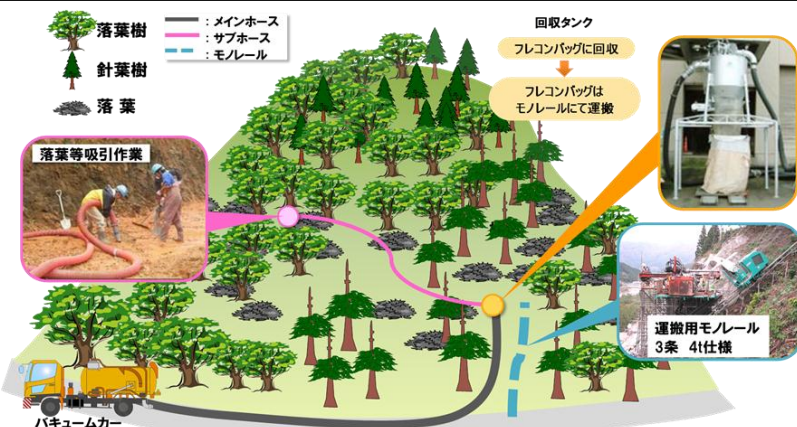 落葉樹
針葉樹
落葉
：メインホース
：サブホース
：モノレール
回収タンク
フレコンバッグに回収
フレコンバッグは
モノレールにて運搬
落葉等吸引作業
運搬用モノレール
3条 4t仕様
バキュームカー